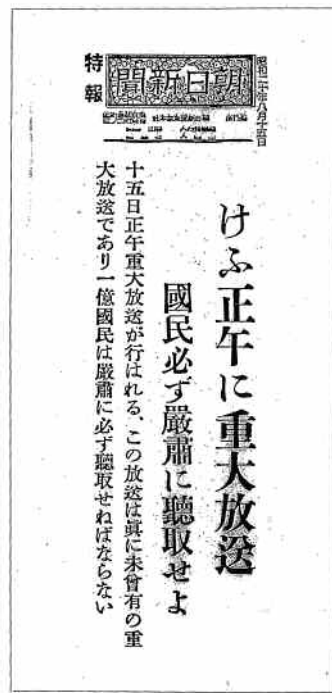 昭和二十年八月十五日
朝日新聞
特報
けふ正午に重大放送
國民必ず嚴肅に聽取せよ
十五日正午重大放送が行はれる、この放送は眞に未曾有の重
大放送であり一億國民は嚴肅に必ず聽取せねばならない